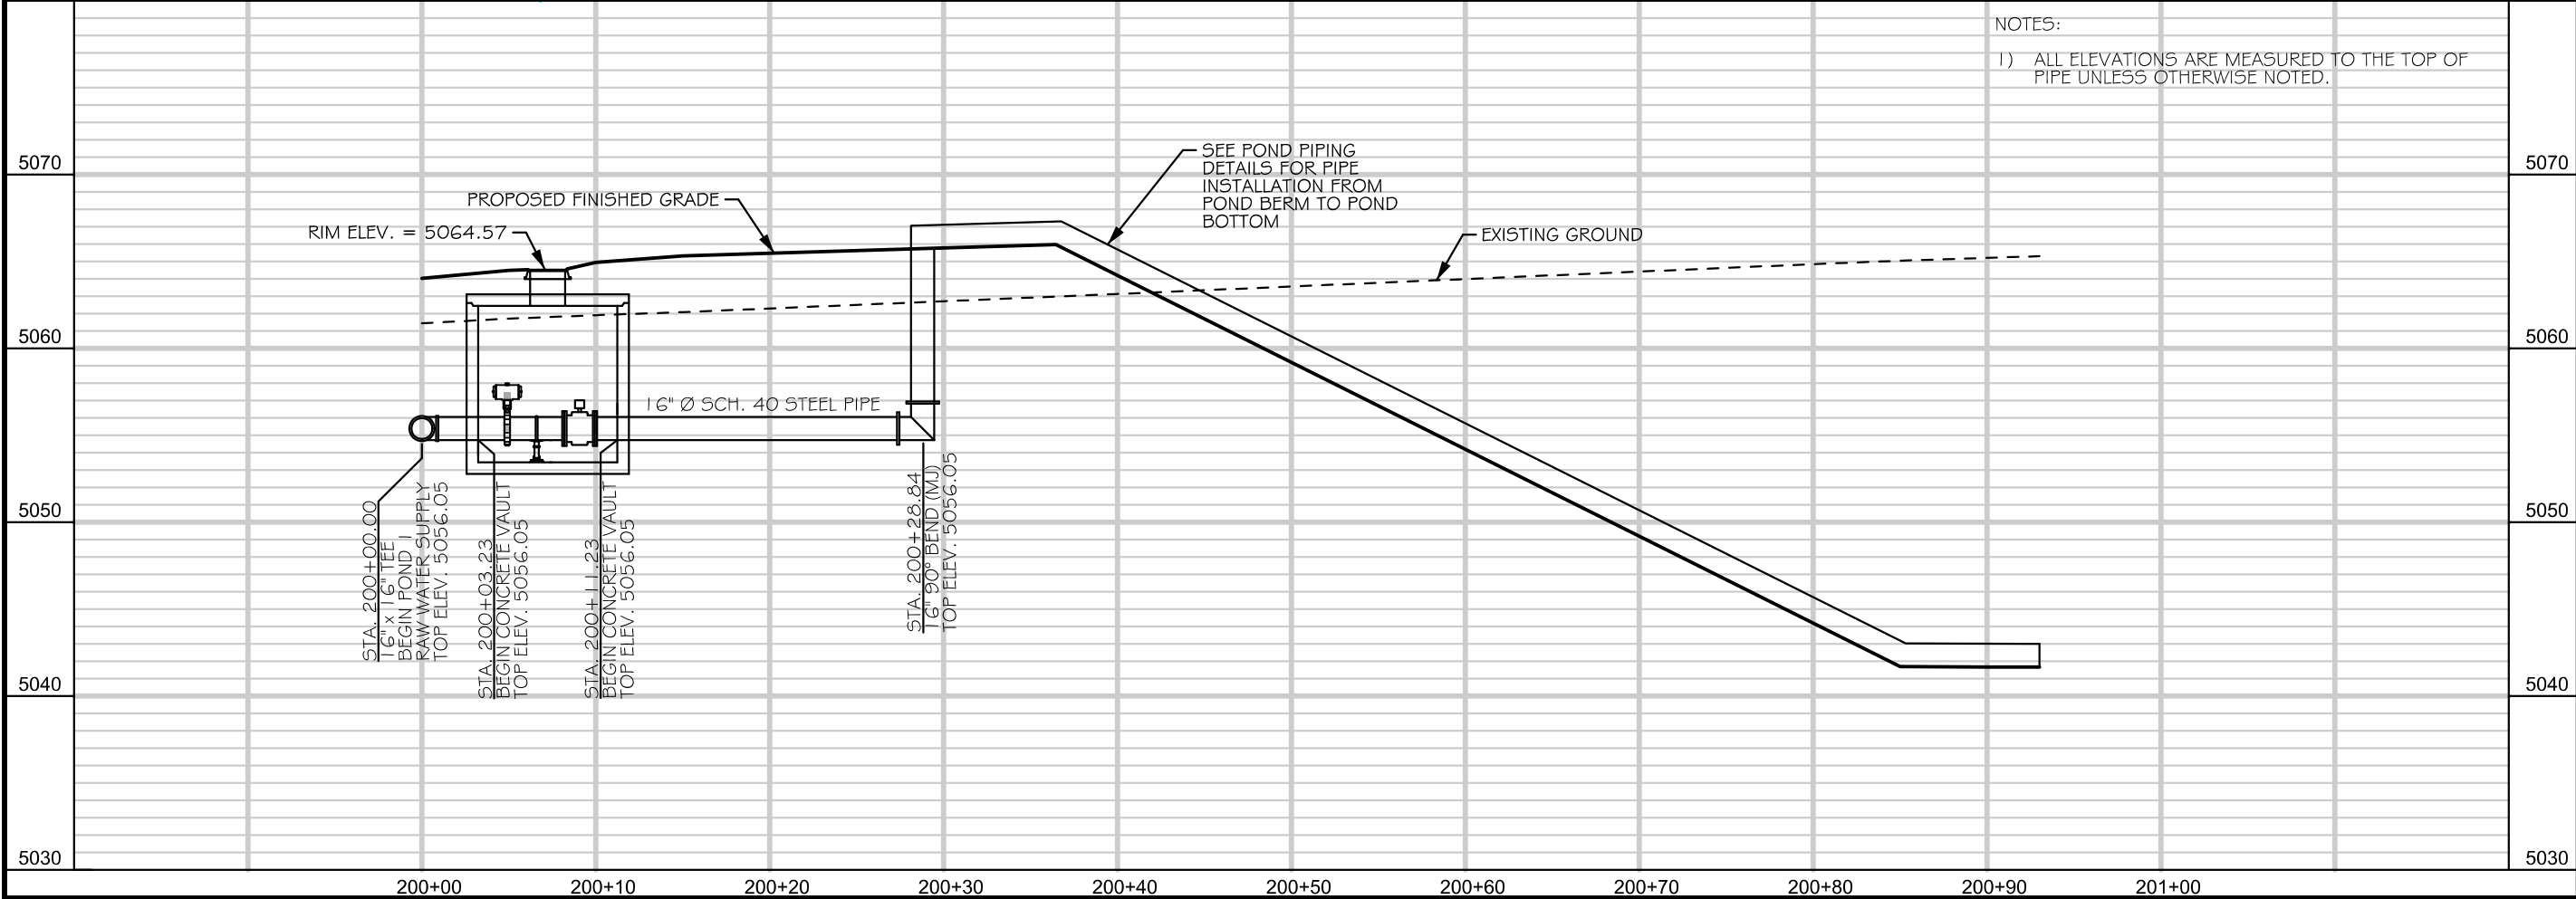 NOTES:
1) ALL ELEVATIONS ARE MEASURED TO THE TOP OF
PIPE UNLESS OTHERWISE NOTED.
5070
5070
SEE POND PIPING
DETAILS FOR PIPE
INSTALLATION FROM
POND BERM TO POND
BOTTOM
PROPOSED FINISHED GRADE
RIM ELEV. = 5064.57
EXISTING GROUND
5060
5060
16" Ø SCH. 40 STEEL PIPE
5050
5050
STA. 200+00.00
16" x 16" TEE
BEGIN POND 1
RAW WATER SUPPLY
TOP ELEV. 5056.05
STA. 200+03.23
BEGIN CONCRETE VAULT
TOP ELEV. 5056.05
STA. 200+11.23
BEGIN CONCRETE VAULT
TOP ELEV. 5056.05
STA. 200+28.84
16" 90° BEND (MJ)
TOP ELEV. 5056.05
5040
5040
5030
5030
200+00
200+10
200+20
200+30
200+40
200+50
200+60
200+70
200+80
200+90
201+00